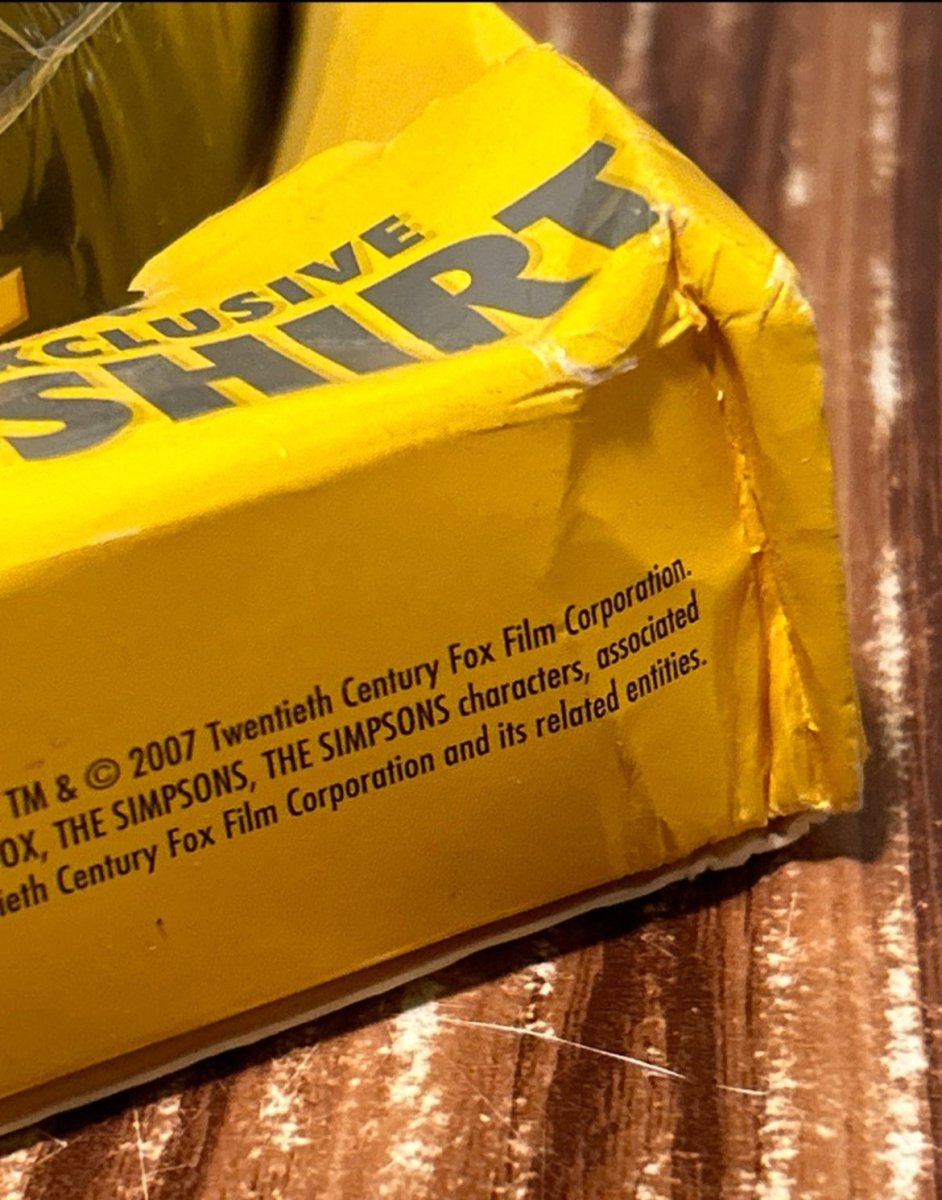 XCLUSIVE
SHIRT
TM & © 2007 Twentieth Century Fox Film Corporation.
OX, THE SIMPSONS, THE SIMPSONS characters, associated
ieth Century Fox Film Corporation and its related entities.